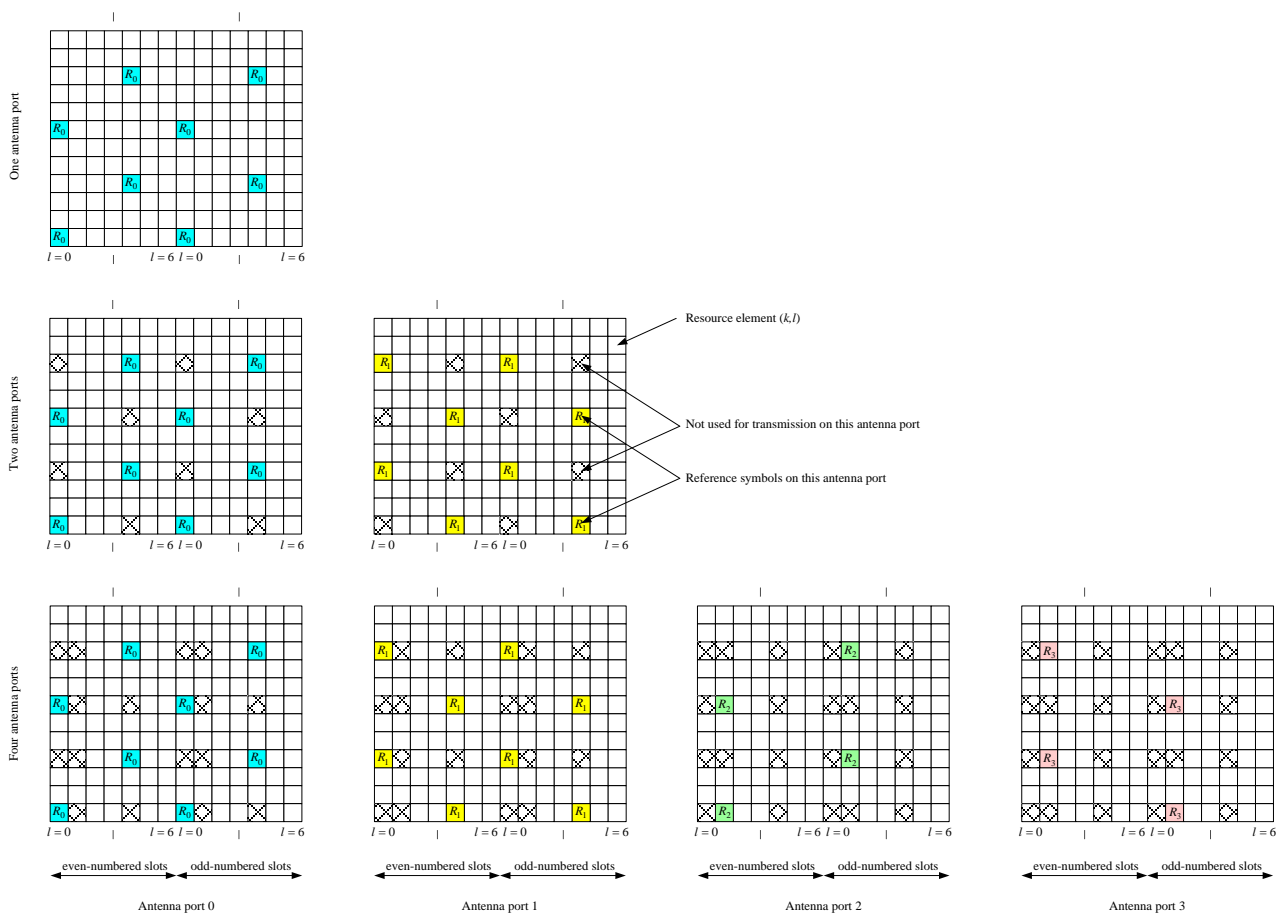 One antenna port
R0 R0
R0 R0
R0 R0
R0 R0
l = 0 l = 6 l = 0 l = 6
Two antenna ports
Resource element (k,l)
R0 R0 R1 R1
R0 R0 R1 R1
Not used for transmission on this antenna port
R0 R0 R1 R1
Reference symbols on this antenna port
R0 R0 R1 R1
l = 0 l = 6 l = 0 l = 6 l = 0 l = 6 l = 0 l = 6
Four antenna ports
R0 R0 R1 R1 R2 R3
R0 R0 R1 R1 R2 R3
R0 R0 R1 R1 R2 R3
R0 R0 R1 R1 R2 R3
l = 0 l = 6 l = 0 l = 6 l = 0 l = 6 l = 0 l = 6 l = 0 l = 6 l = 0 l = 6 l = 0 l = 6 l = 0 l = 6
even-numbered slots odd-numbered slots even-numbered slots odd-numbered slots even-numbered slots odd-numbered slots even-numbered slots odd-numbered slots
Antenna port 0 Antenna port 1 Antenna port 2 Antenna port 3